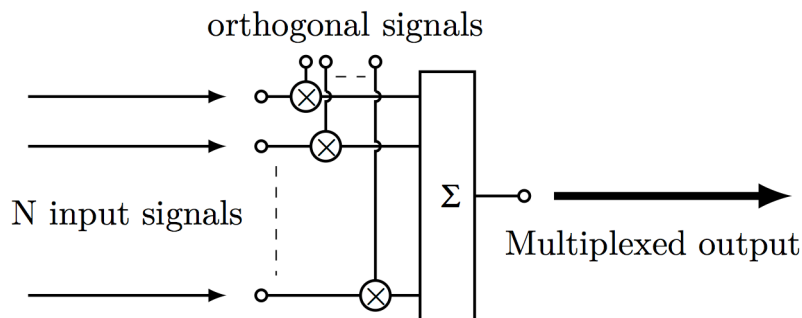 orthogonal signals
N input signals
Σ
Multiplexed output